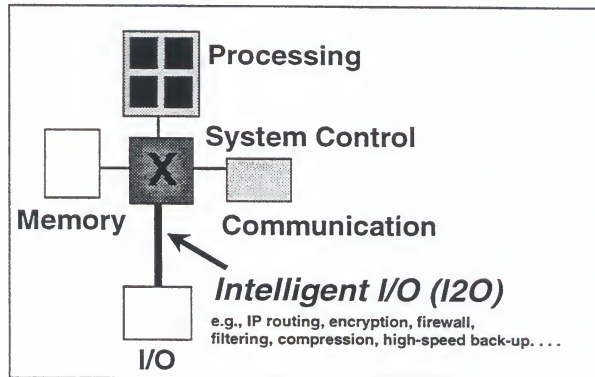 Processing
System Control
X
Memory
Communication
Intelligent I/O (I2O)
e.g., IP routing, encryption, firewall,
filtering, compression, high-speed back-up. . . .
I/O